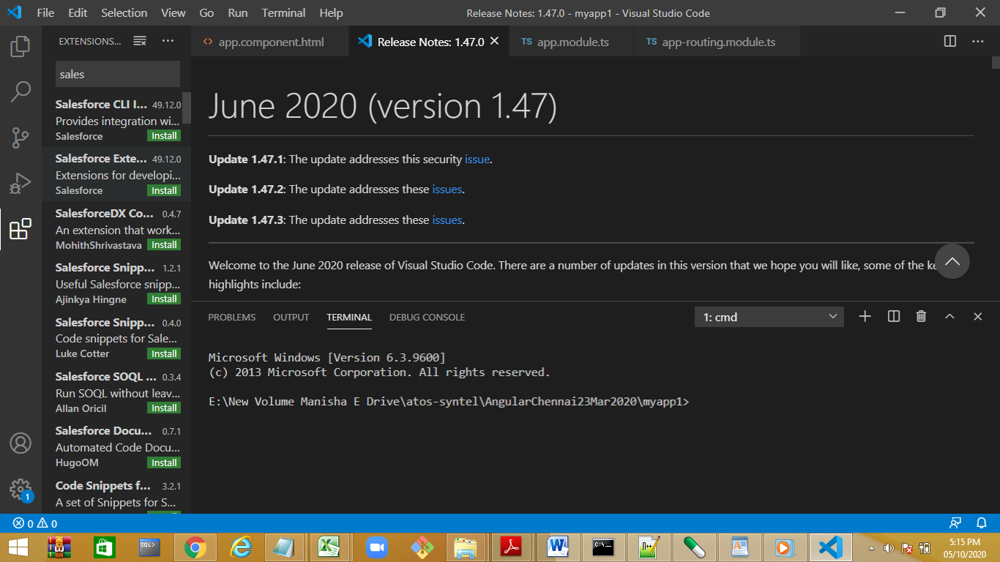 File Edit Selection View Go Run Terminal Help Release Notes: 1.47.0 - myapp1 - Visual Studio Code
EXTENSIONS... ...
app.component.html Release Notes: 1.47.0 TS app.module.ts TS app-routing.module.ts ...
sales
Salesforce CLI I... 49.12.0
Provides integration wi...
Salesforce Install
Salesforce Exte... 49.12.0
Extensions for developi...
Salesforce Install
SalesforceDX Co... 0.4.7
An extension that work...
MohithShrivastava Install
Salesforce Snipp... 1.2.1
Useful Salesforce snipp...
Ajinkya Hingne Install
Salesforce Snipp... 0.4.0
Code snippets for Sale...
Luke Cotter Install
Salesforce SOQL ... 0.3.4
Run SOQL without leav...
Allan Oricil Install
Salesforce Docu... 0.7.1
Automated Code Docu...
HugoOM Install
Code Snippets f... 3.2.1
A set of Snippets for S...
1
June 2020 (version 1.47)
Update 1.47.1: The update addresses this security issue.
Update 1.47.2: The update addresses these issues.
Update 1.47.3: The update addresses these issues.
Welcome to the June 2020 release of Visual Studio Code. There are a number of updates in this version that we hope you will like, some of the
highlights include:
PROBLEMS OUTPUT TERMINAL DEBUG CONSOLE 1: cmd
Microsoft Windows [Version 6.3.9600]
(c) 2013 Microsoft Corporation. All rights reserved.
E:\New Volume Manisha E Drive\atos-syntel\AngularChennai23Mar2020\myapp1>
0 0
SQL>
5:15 PM
05/10/2020